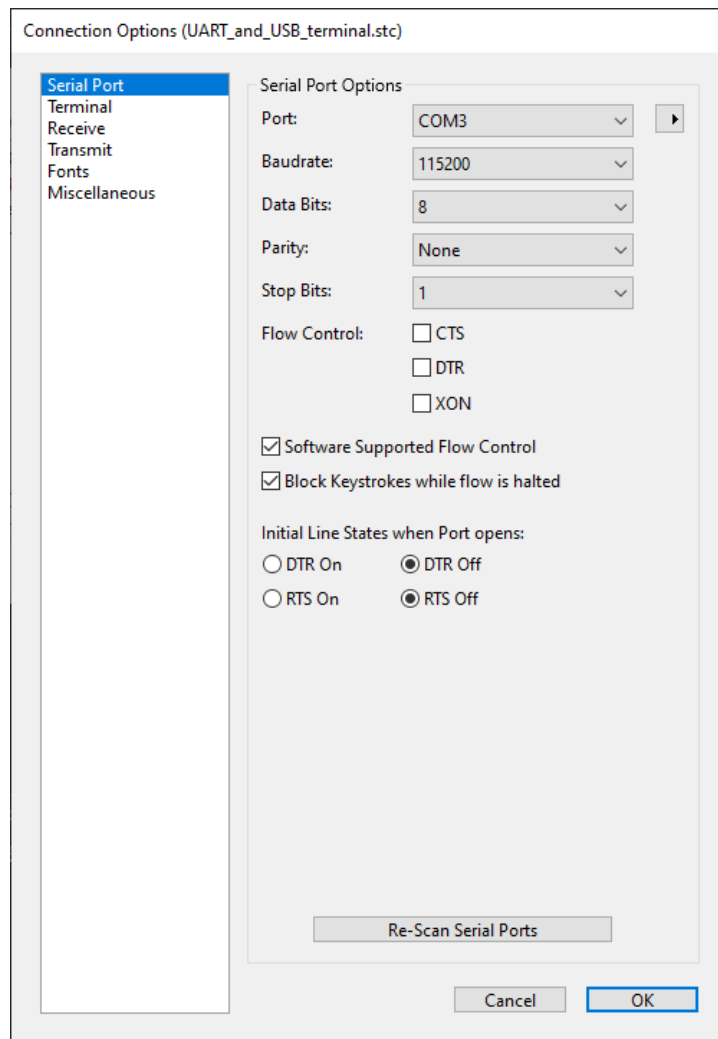 Connection Options (UART_and_USB_terminal.stc)
Serial Port
Terminal
Receive
Transmit
Fonts
Miscellaneous
Serial Port Options
Port: COM3
Baudrate: 115200
Data Bits: 8
Parity: None
Stop Bits: 1
Flow Control: CTS
DTR
XON
Software Supported Flow Control
Block Keystrokes while flow is halted
Initial Line States when Port opens:
DTR On DTR Off
RTS On RTS Off
Re-Scan Serial Ports
Cancel OK